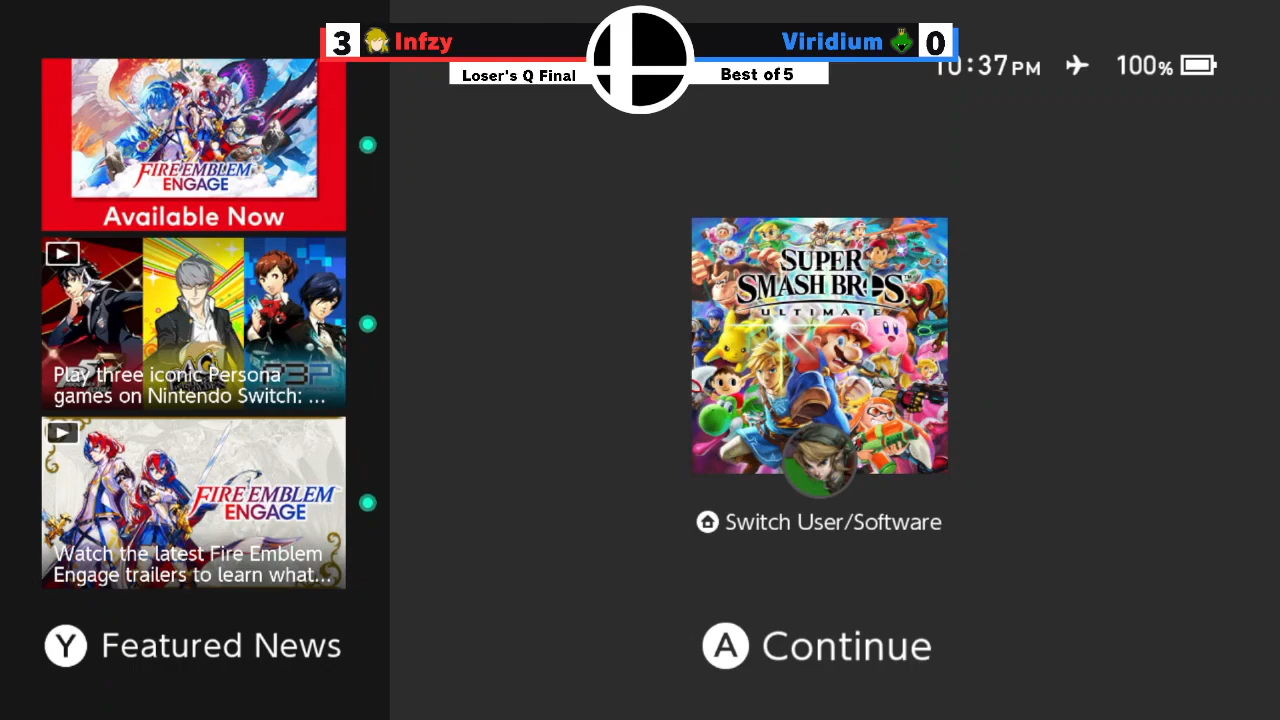 3 Infzy
Viridium 0
Loser's Q Final
Best of 5
10:37PM
100%
FIRE EMBLEM
ENGAGE
Available Now
P3P
Play three iconic Persona
games on Nintendo Switch: ...
FIRE EMBLEM
ENGAGE
Watch the latest Fire Emblem
Engage trailers to learn what...
SUPER
SMASH BROS.
ULTIMATE
Switch User/Software
Y Featured News
A Continue